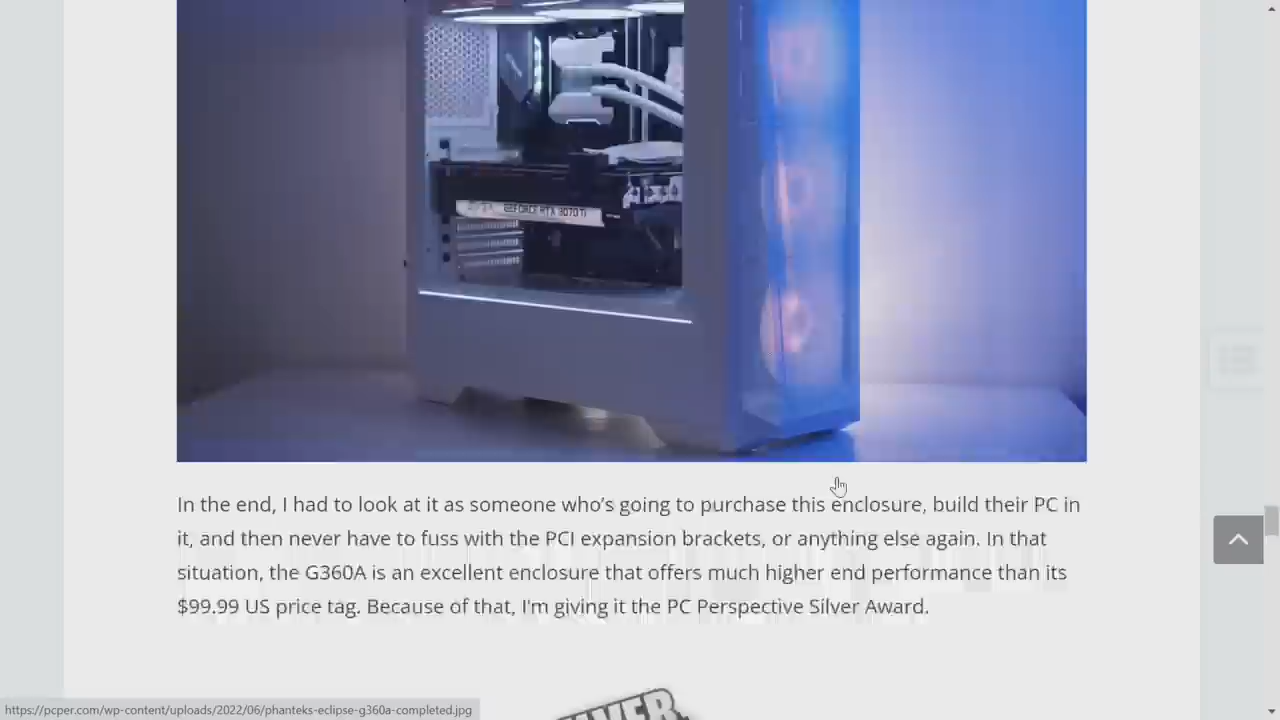 GEFORCE RTX 3070 Ti
In the end, I had to look at it as someone who's going to purchase this enclosure, build their PC in
it, and then never have to fuss with the PCI expansion brackets, or anything else again. In that
situation, the G360A is an excellent enclosure that offers much higher end performance than its
$99.99 US price tag. Because of that, I'm giving it the PC Perspective Silver Award.
SILVER
https://pcper.com/wp-content/uploads/2022/06/phanteks-eclipse-g360a-completed.jpg